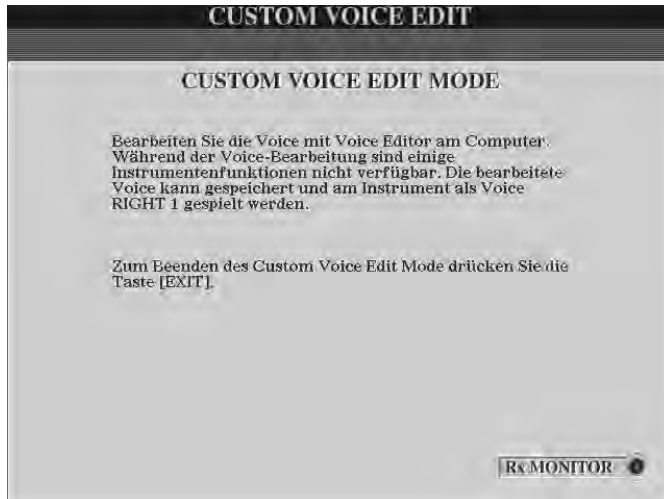 CUSTOM VOICE EDIT
CUSTOM VOICE EDIT MODE
Bearbeiten Sie die Voice mit Voice Editor am Computer.
Während der Voice-Bearbeitung sind einige
Instrumentenfunktionen nicht verfügbar. Die bearbeitete
Voice kann gespeichert und am Instrument als Voice
RIGHT 1 gespielt werden.
Zum Beenden des Custom Voice Edit Mode drücken Sie die
Taste [EXIT].
Rx MONITOR